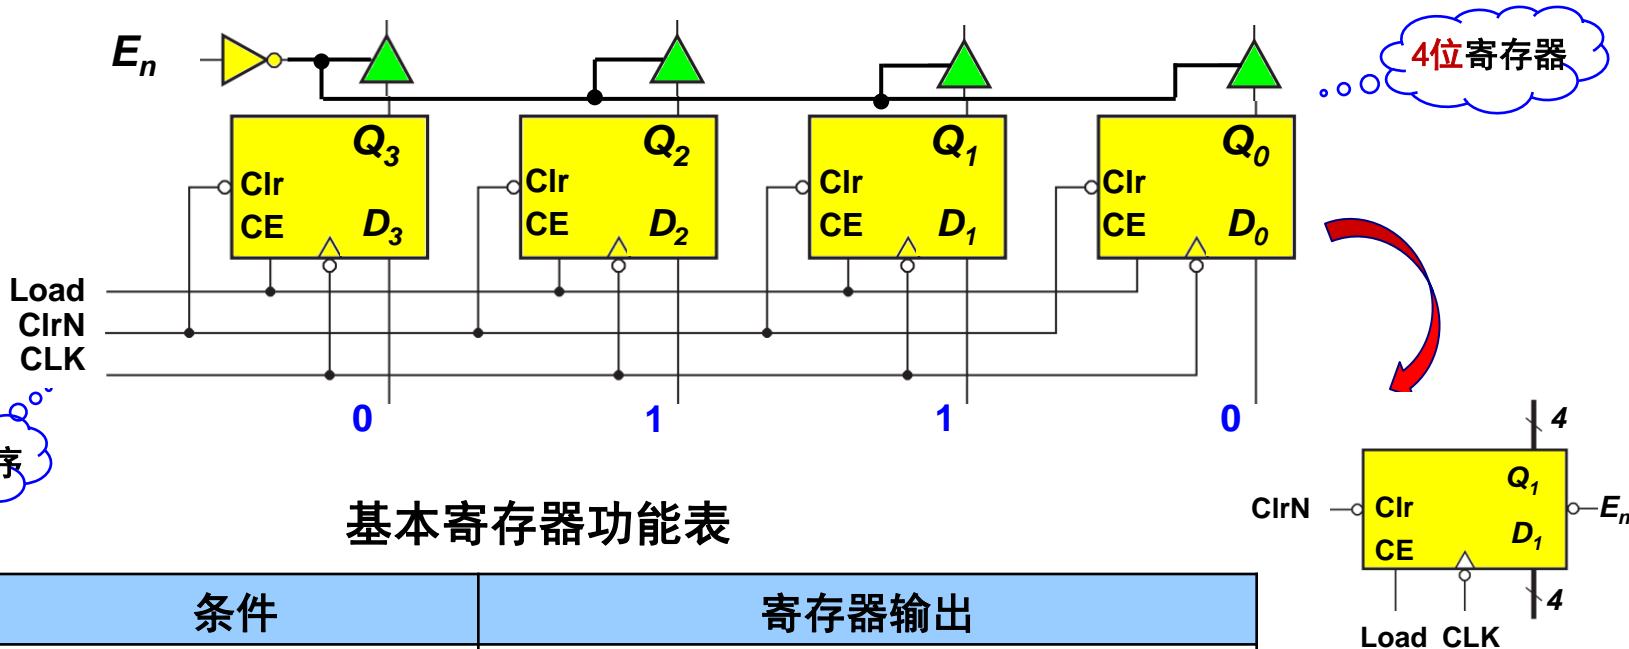 En
4位寄存器
Q3 Q2 Q1 Q0
Clr Clr Clr Clr
CE D3 CE D2 CE D1 CE D0
Load
ClrN
CLK
0 1 1 0
序
4
Q1
ClrN Clr En
D1
CE
4
Load CLK
基本寄存器功能表
条件 寄存器输出